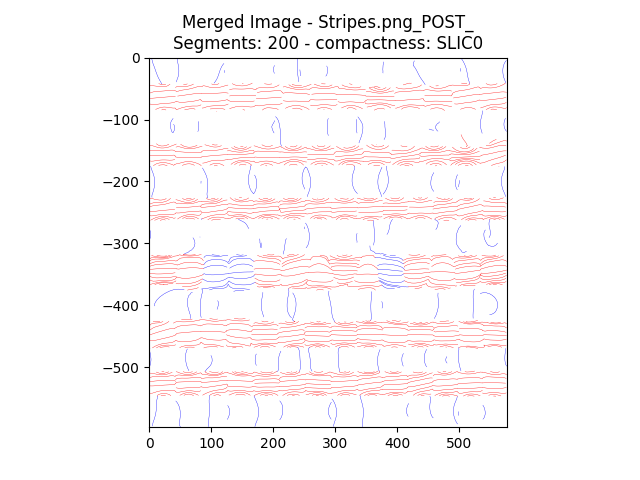 Merged Image - Stripes.png_POST_
Segments: 200 - compactness: SLIC0
0
−100
−200
−300
−400
−500
0 100 200 300 400 500